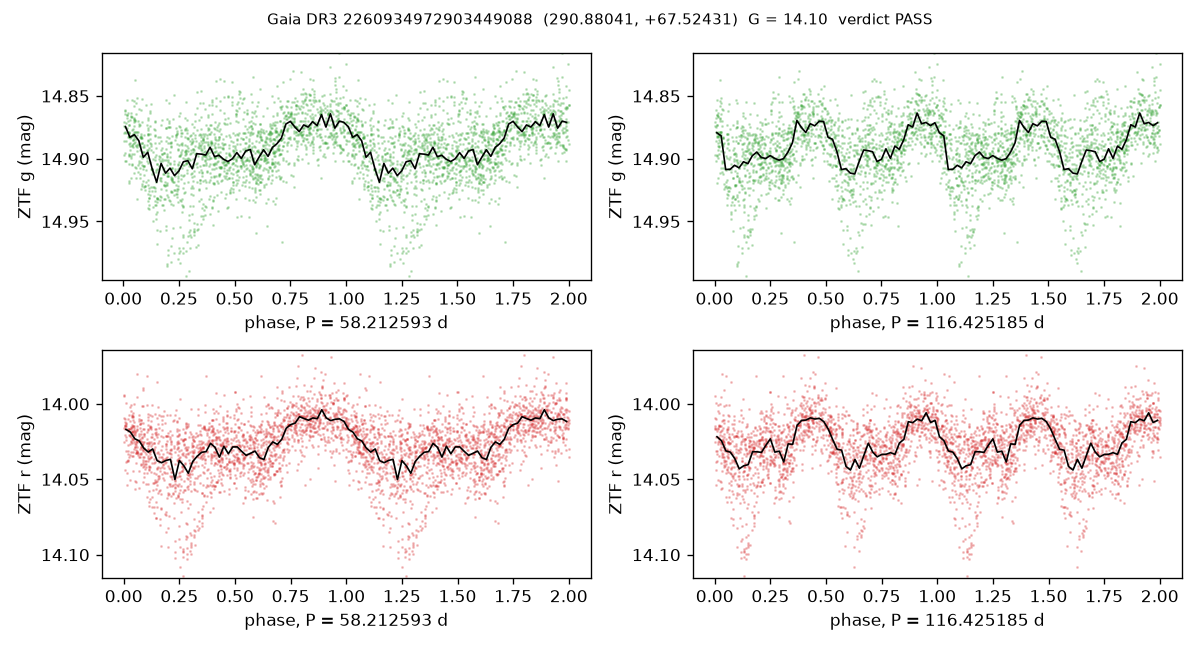 Gaia DR3 2260934972903449088 (290.88041, +67.52431) G = 14.10 verdict PASS
ZTF g (mag)
14.85
14.90
14.95
0.00 0.25 0.50 0.75 1.00 1.25 1.50 1.75 2.00
phase, P = 58.212593 d
ZTF g (mag)
14.85
14.90
14.95
0.00 0.25 0.50 0.75 1.00 1.25 1.50 1.75 2.00
phase, P = 116.425185 d
ZTF r (mag)
14.00
14.05
14.10
0.00 0.25 0.50 0.75 1.00 1.25 1.50 1.75 2.00
phase, P = 58.212593 d
ZTF r (mag)
14.00
14.05
14.10
0.00 0.25 0.50 0.75 1.00 1.25 1.50 1.75 2.00
phase, P = 116.425185 d